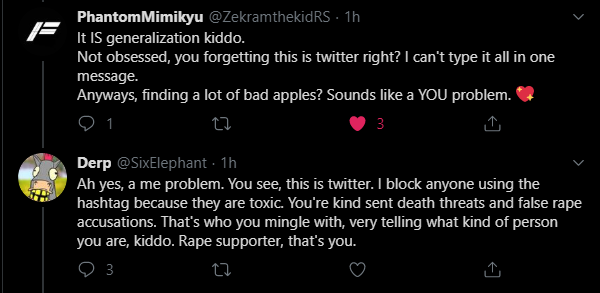 PhantomMimikyu @ZekramthekidRS · 1h
It IS generalization kiddo.
Not obsessed, you forgetting this is twitter right? I can't type it all in one
message.
Anyways, finding a lot of bad apples? Sounds like a YOU problem. 💖
1 3
Derp @SixElephant · 1h
Ah yes, a me problem. You see, this is twitter. I block anyone using the
hashtag because they are toxic. You're kind sent death threats and false rape
accusations. That's who you mingle with, very telling what kind of person
you are, kiddo. Rape supporter, that's you.
3